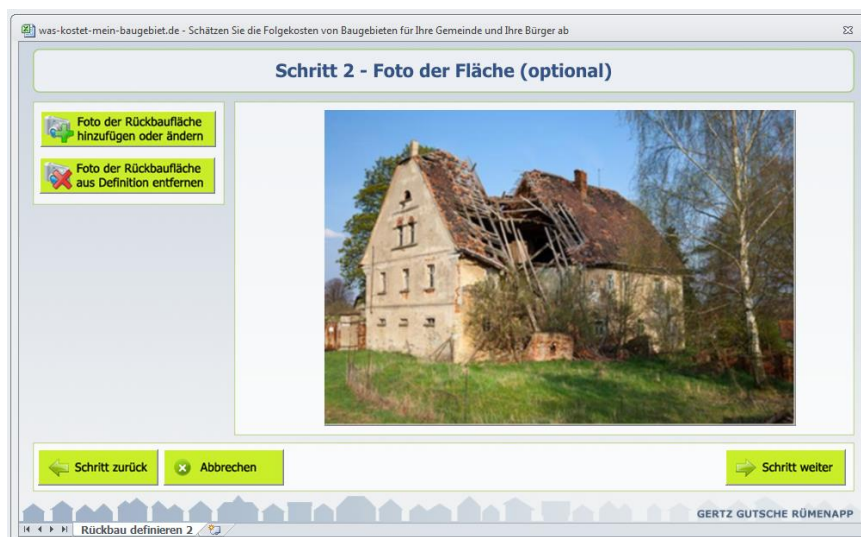 was-kostet-mein-baugebiet.de - Schätzen Sie die Folgekosten von Baugebieten für Ihre Gemeinde und Ihre Bürger ab
Schritt 2 - Foto der Fläche (optional)
Foto der Rückbaufläche
hinzufügen oder ändern
Foto der Rückbaufläche
aus Definition entfernen
Schritt zurück
Abbrechen
Schritt weiter
GERTZ GUTSCHE RÜMENAPP
Rückbau definieren 2